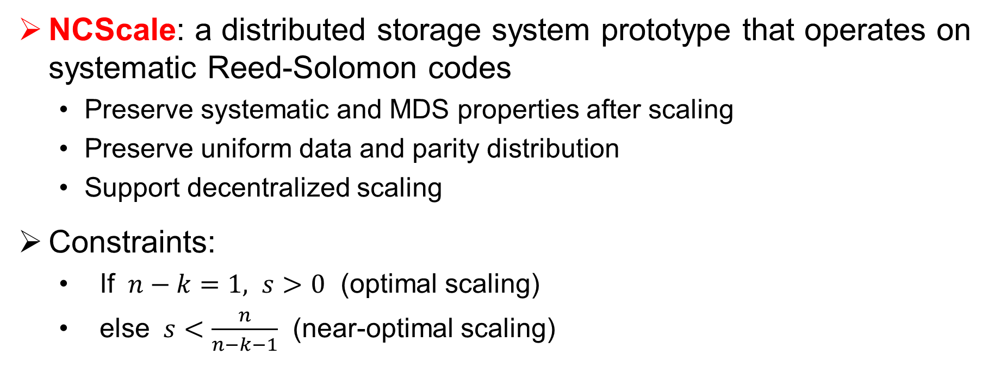 ➢ NCScale: a distributed storage system prototype that operates on
systematic Reed-Solomon codes
• Preserve systematic and MDS properties after scaling
• Preserve uniform data and parity distribution
• Support decentralized scaling
➢ Constraints:
• If n − k = 1, s > 0 (optimal scaling)
• else s < n/(n−k−1) (near-optimal scaling)